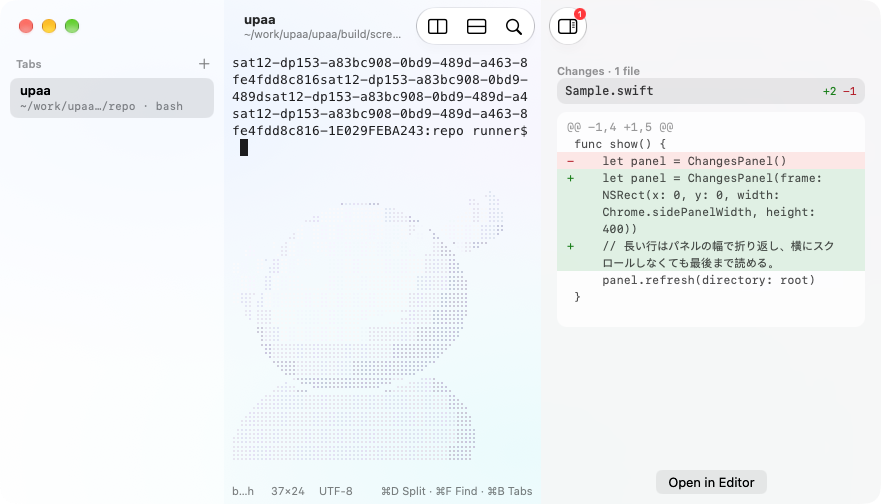 upaa
~/work/upaa/upaa/build/scre…
1
Tabs
+
upaa
~/work/upaa…/repo · bash
sat12-dp153-a83bc908-0bd9-489d-a463-8
fe4fdd8c816sat12-dp153-a83bc908-0bd9-
489dsat12-dp153-a83bc908-0bd9-489d-a4
sat12-dp153-a83bc908-0bd9-489d-a463-8
fe4fdd8c816-1E029FEBA243:repo runner$
b…h 37×24 UTF-8 ⌘D Split · ⌘F Find · ⌘B Tabs
Changes · 1 file
Sample.swift +2 −1
@@ -1,4 +1,5 @@
func show() {
− let panel = ChangesPanel()
+ let panel = ChangesPanel(frame:
NSRect(x: 0, y: 0, width:
Chrome.sidePanelWidth, height:
400))
+ // 長い行はパネルの幅で折り返し、横にスク
ロールしなくても最後まで読める。
panel.refresh(directory: root)
}
Open in Editor